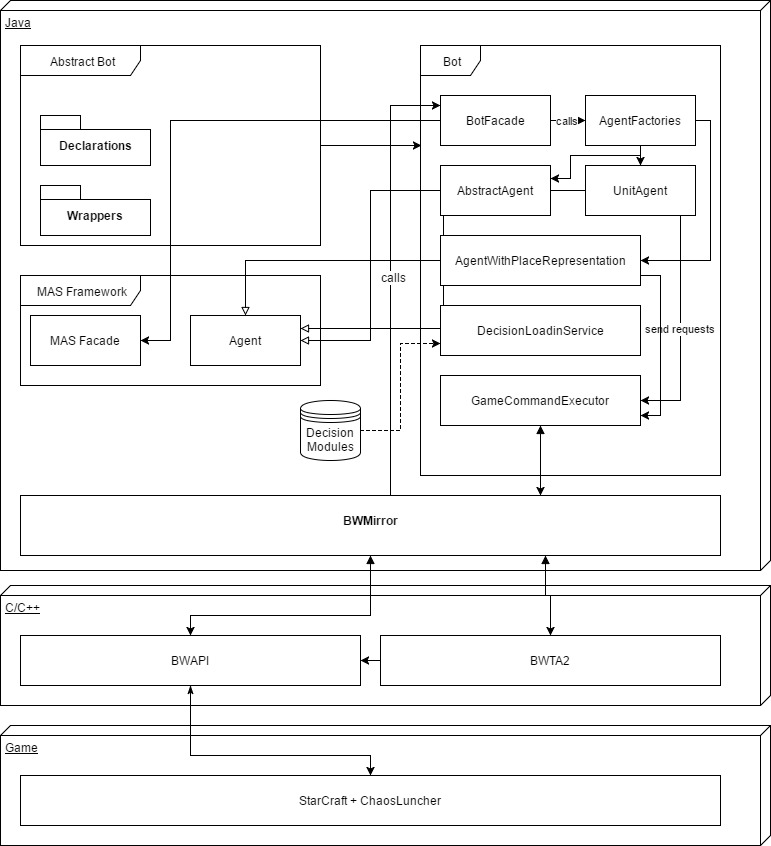 Java
Abstract Bot
Bot
BotFacade
calls
AgentFactories
Declarations
AbstractAgent
UnitAgent
Wrappers
AgentWithPlaceRepresentation
calls
MAS Framework
MAS Facade
Agent
DecisionLoadinService
send requests
GameCommandExecutor
Decision
Modules
BWMirror
C/C++
BWAPI
BWTA2
Game
StarCraft + ChaosLuncher